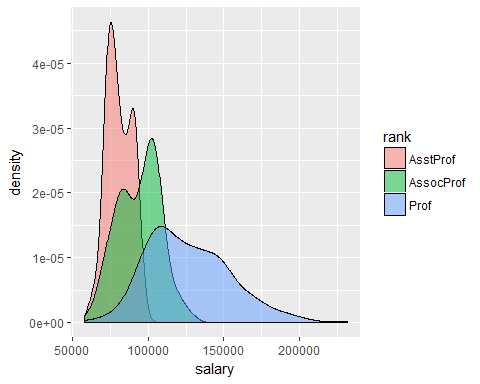 4e-05
3e-05
2e-05
1e-05
0e+00
density
50000 100000 150000 200000
salary
rank
AsstProf
AssocProf
Prof